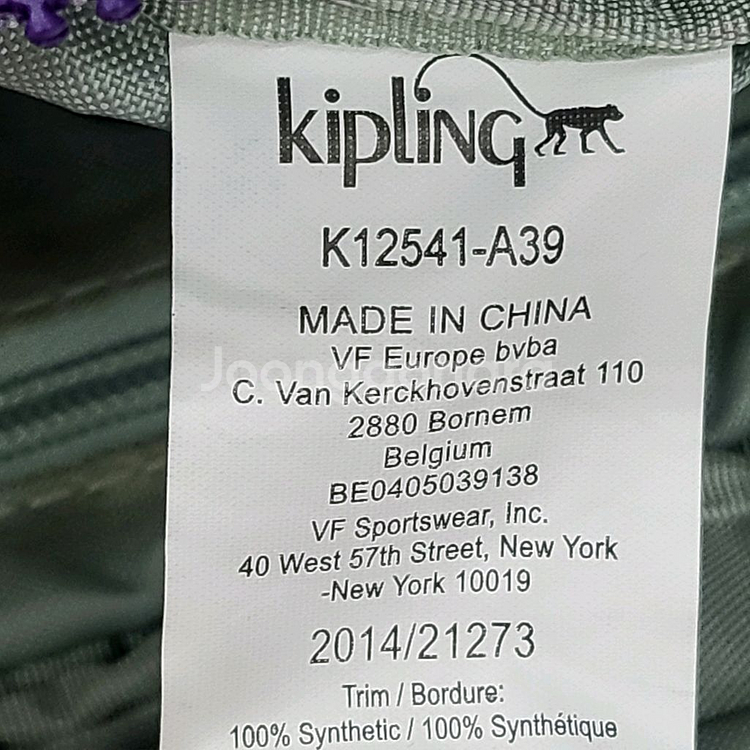 kipling
K12541-A39
MADE IN CHINA
VF Europe bvba
C. Van Kerckhovenstraat 110
2880 Bornem
Belgium
BE0405039138
VF Sportswear, Inc.
40 West 57th Street, New York
-New York 10019
2014/21273
Trim / Bordure:
100% Synthetic / 100% Synthétique